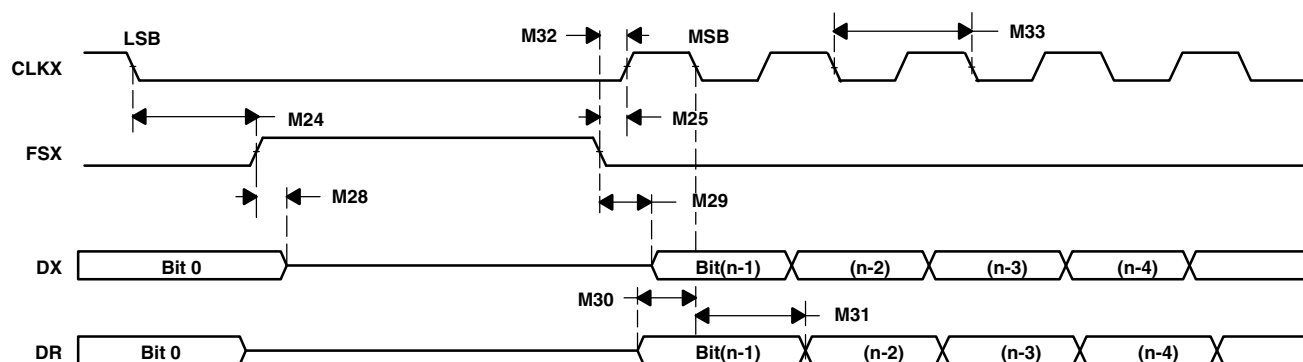 LSB
M32
MSB
M33
CLKX
M24
M25
FSX
M28
M29
DX
Bit 0
Bit(n-1)
(n-2)
(n-3)
(n-4)
M30
M31
DR
Bit 0
Bit(n-1)
(n-2)
(n-3)
(n-4)